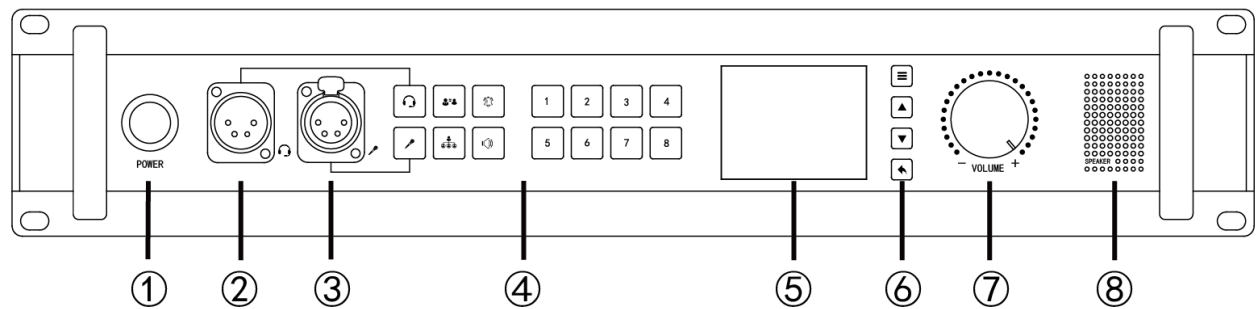 1 2 3 4
5 6 7 8
POWER
− VOLUME +
SPEAKER
① ② ③ ④ ⑤ ⑥ ⑦ ⑧